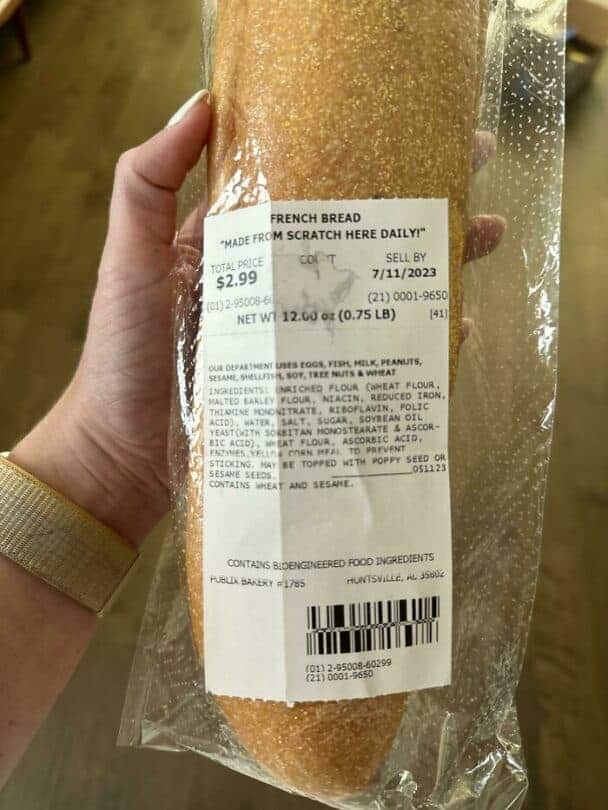 FRENCH BREAD
"MADE FROM SCRATCH HERE DAILY!"
TOTAL PRICE COUNT SELL BY
$2.99 7/11/2023
(01) 2-95008-60 (21) 0001-9650
NET WT 12.00 oz (0.75 LB) [41]
OUR DEPARTMENT USES EGGS, FISH, MILK, PEANUTS,
SESAME, SHELLFISH, SOY, TREE NUTS & WHEAT
INGREDIENTS: ENRICHED FLOUR (WHEAT FLOUR,
MALTED BARLEY FLOUR, NIACIN, REDUCED IRON,
THIAMINE MONONITRATE, RIBOFLAVIN, FOLIC
ACID), WATER, SALT, SUGAR, SOYBEAN OIL
YEAST(WITH SORBITAN MONOSTEARATE & ASCOR-
BIC ACID), WHEAT FLOUR, ASCORBIC ACID,
ENZYMES.YELLOW CORN MEAL TO PREVENT
STICKING. MAY BE TOPPED WITH POPPY SEED OR
SESAME SEEDS. 051123
CONTAINS WHEAT AND SESAME.
CONTAINS BIOENGINEERED FOOD INGREDIENTS
PUBLIX BAKERY #1785 HUNTSVILLE, AL 35802
(01) 2-95008-60299
(21) 0001-9650